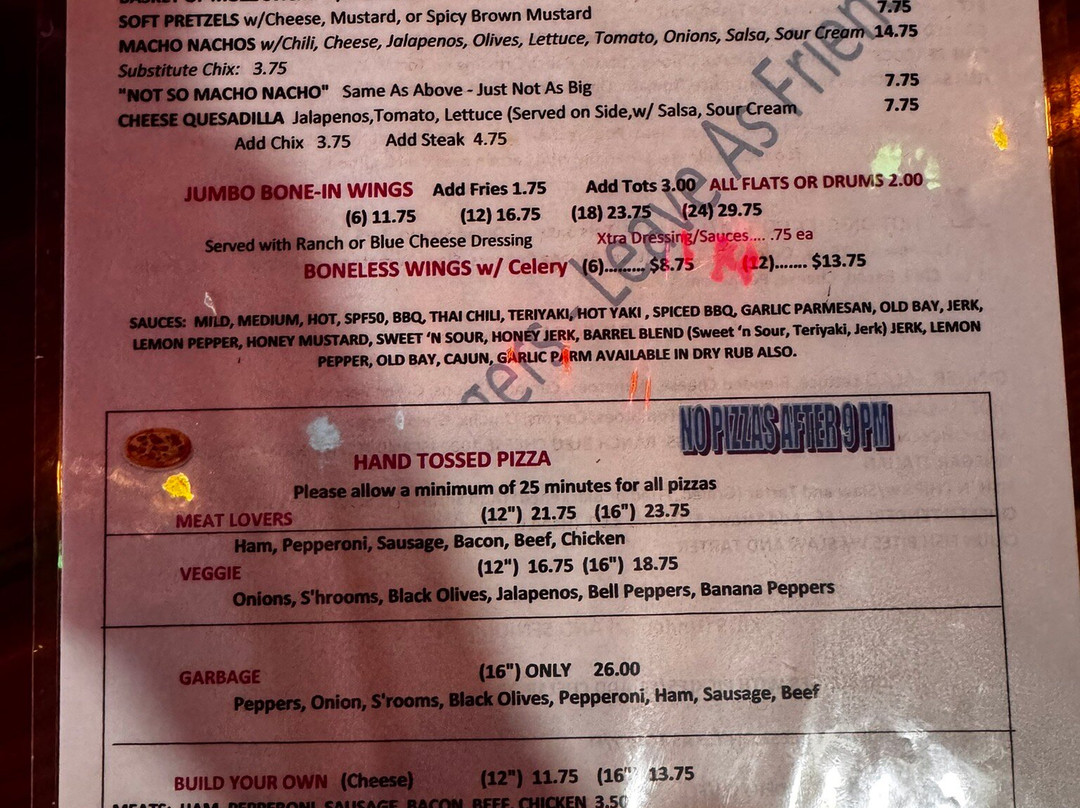 7.75
SOFT PRETZELS w/Cheese, Mustard, or Spicy Brown Mustard
MACHO NACHOS w/Chili, Cheese, Jalapenos, Olives, Lettuce, Tomato, Onions, Salsa, Sour Cream 14.75
Substitute Chix: 3.75
"NOT SO MACHO NACHO" Same As Above - Just Not As Big 7.75
CHEESE QUESADILLA Jalapenos,Tomato, Lettuce (Served on Side,w/ Salsa, Sour Cream 7.75
Add Chix 3.75 Add Steak 4.75
Leave As Frien
JUMBO BONE-IN WINGS Add Fries 1.75 Add Tots 3.00 ALL FLATS OR DRUMS 2.00
(6) 11.75 (12) 16.75 (18) 23.75 (24) 29.75
Served with Ranch or Blue Cheese Dressing Xtra Dressing/Sauces.... .75 ea
BONELESS WINGS w/ Celery (6)......... $8.75 (12)....... $13.75
SAUCES: MILD, MEDIUM, HOT, SPF50, BBQ, THAI CHILI, TERIYAKI, HOT YAKI , SPICED BBQ, GARLIC PARMESAN, OLD BAY, JERK,
LEMON PEPPER, HONEY MUSTARD, SWEET 'N SOUR, HONEY JERK, BARREL BLEND (Sweet 'n Sour, Teriyaki, Jerk) JERK, LEMON
PEPPER, OLD BAY, CAJUN, GARLIC PARM AVAILABLE IN DRY RUB ALSO.
NO PIZZAS AFTER 9 PM
HAND TOSSED PIZZA
Please allow a minimum of 25 minutes for all pizzas
MEAT LOVERS (12") 21.75 (16") 23.75
Ham, Pepperoni, Sausage, Bacon, Beef, Chicken
VEGGIE (12") 16.75 (16") 18.75
Onions, S'hrooms, Black Olives, Jalapenos, Bell Peppers, Banana Peppers
GARBAGE (16") ONLY 26.00
Peppers, Onion, S'rooms, Black Olives, Pepperoni, Ham, Sausage, Beef
BUILD YOUR OWN (Cheese) (12") 11.75 (16" 13.75
MEATS: HAM, PEPPERONI, SAUSAGE, BACON, BEEF, CHICKEN 3.50